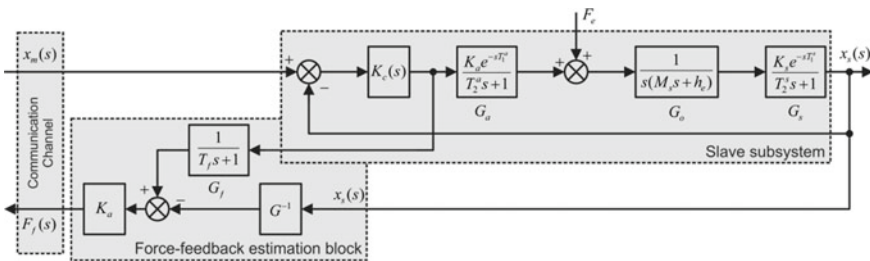 F_e
x_m(s)
x_s(s)
+
−
K_c(s)
K_a e^{-sT_1^a}
T_2^a s+1
G_a
+
+
1
s(M_s s+h_e)
G_o
K_s e^{-sT_1^s}
T_2^s s+1
G_s
Slave subsystem
Communication
Channel
1
T_f s+1
G_f
+
−
K_a
G^{-1}
x_s(s)
F_f(s)
Force-feedback estimation block